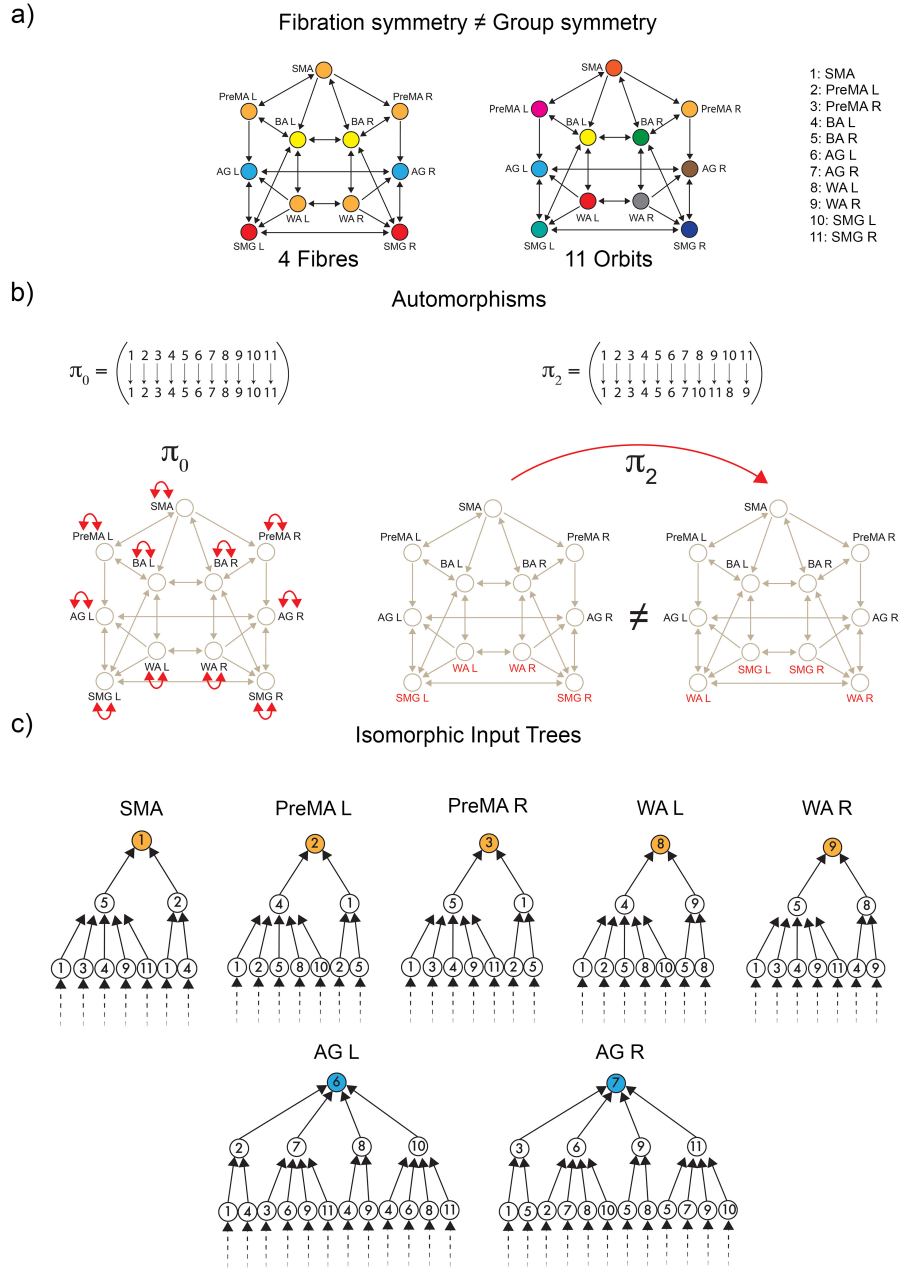 a)
Fibration symmetry ≠ Group symmetry
SMA
PreMA L
PreMA R
BA L
BA R
AG L
AG R
WA L
WA R
SMG L
SMG R
4 Fibres
SMA
PreMA L
PreMA R
BA L
BA R
AG L
AG R
WA L
WA R
SMG L
SMG R
11 Orbits
1: SMA
2: PreMA L
3: PreMA R
4: BA L
5: BA R
6: AG L
7: AG R
8: WA L
9: WA R
10: SMG L
11: SMG R
b)
Automorphisms
π0 =
1 2 3 4 5 6 7 8 9 10 11
1 2 3 4 5 6 7 8 9 10 11
π2 =
1 2 3 4 5 6 7 8 9 10 11
1 2 3 4 5 6 7 10 11 8 9
π0
SMA
PreMA L
PreMA R
BA L
BA R
AG L
AG R
WA L
WA R
SMG L
SMG R
π2
SMA
PreMA L
PreMA R
BA L
BA R
AG L
AG R
WA L
WA R
SMG L
SMG R
≠
SMA
PreMA L
PreMA R
BA L
BA R
AG L
AG R
SMG L
SMG R
WA L
WA R
c)
Isomorphic Input Trees
SMA
1
5 2
1 3 4 9 11 1 4
PreMA L
2
4 1
1 2 5 8 10 2 5
PreMA R
3
5 1
1 3 4 9 11 2 5
WA L
8
4 9
1 2 5 8 10 5 8
WA R
9
5 8
1 3 4 9 11 4 9
AG L
6
2 7 8 10
1 4 3 6 9 11 4 9 4 6 8 11
AG R
7
3 6 9 11
1 5 2 7 8 10 5 8 5 7 9 10